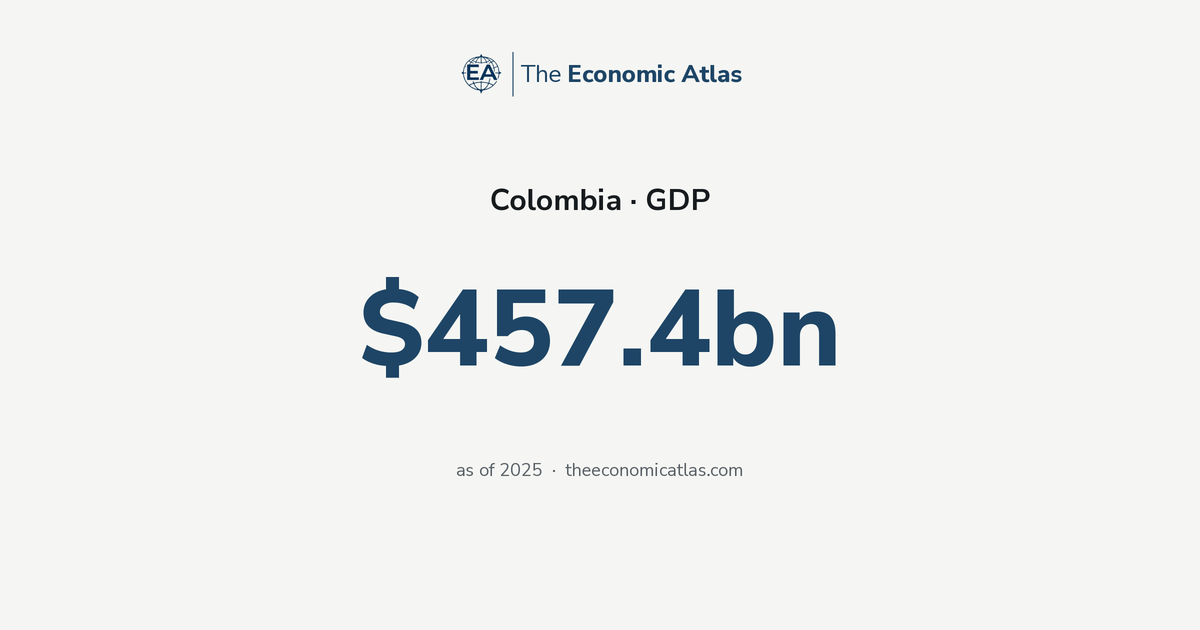 EA The Economic Atlas
Colombia · GDP
$457.4bn
as of 2025 · theeconomicatlas.com